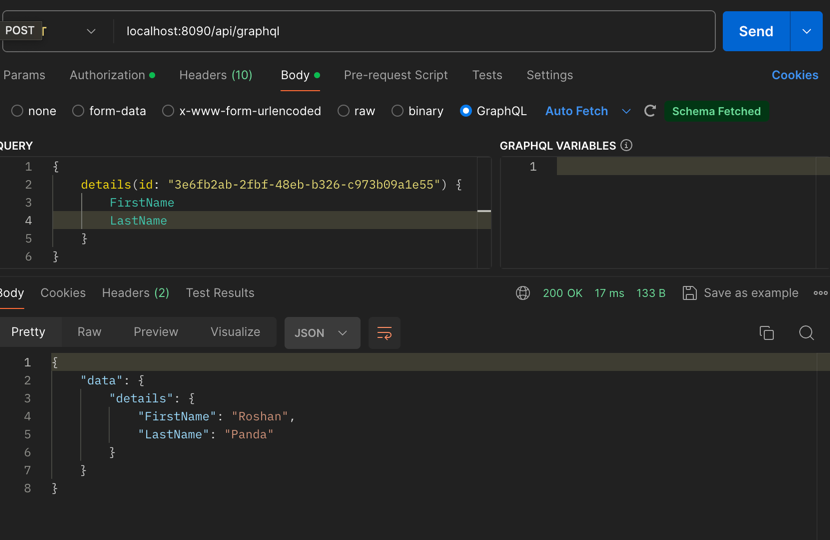 POST T localhost:8090/api/graphql Send
Params Authorization Headers (10) Body Pre-request Script Tests Settings Cookies
none form-data x-www-form-urlencoded raw binary GraphQL Auto Fetch Schema Fetched
QUERY GRAPHQL VARIABLES
1 { 1
2 details(id: "3e6fb2ab-2fbf-48eb-b326-c973b09a1e55") {
3 FirstName
4 LastName
5 }
6 }
Body Cookies Headers (2) Test Results 200 OK 17 ms 133 B Save as example
Pretty Raw Preview Visualize JSON
1 {
2 "data": {
3 "details": {
4 "FirstName": "Roshan",
5 "LastName": "Panda"
6 }
7 }
8 }